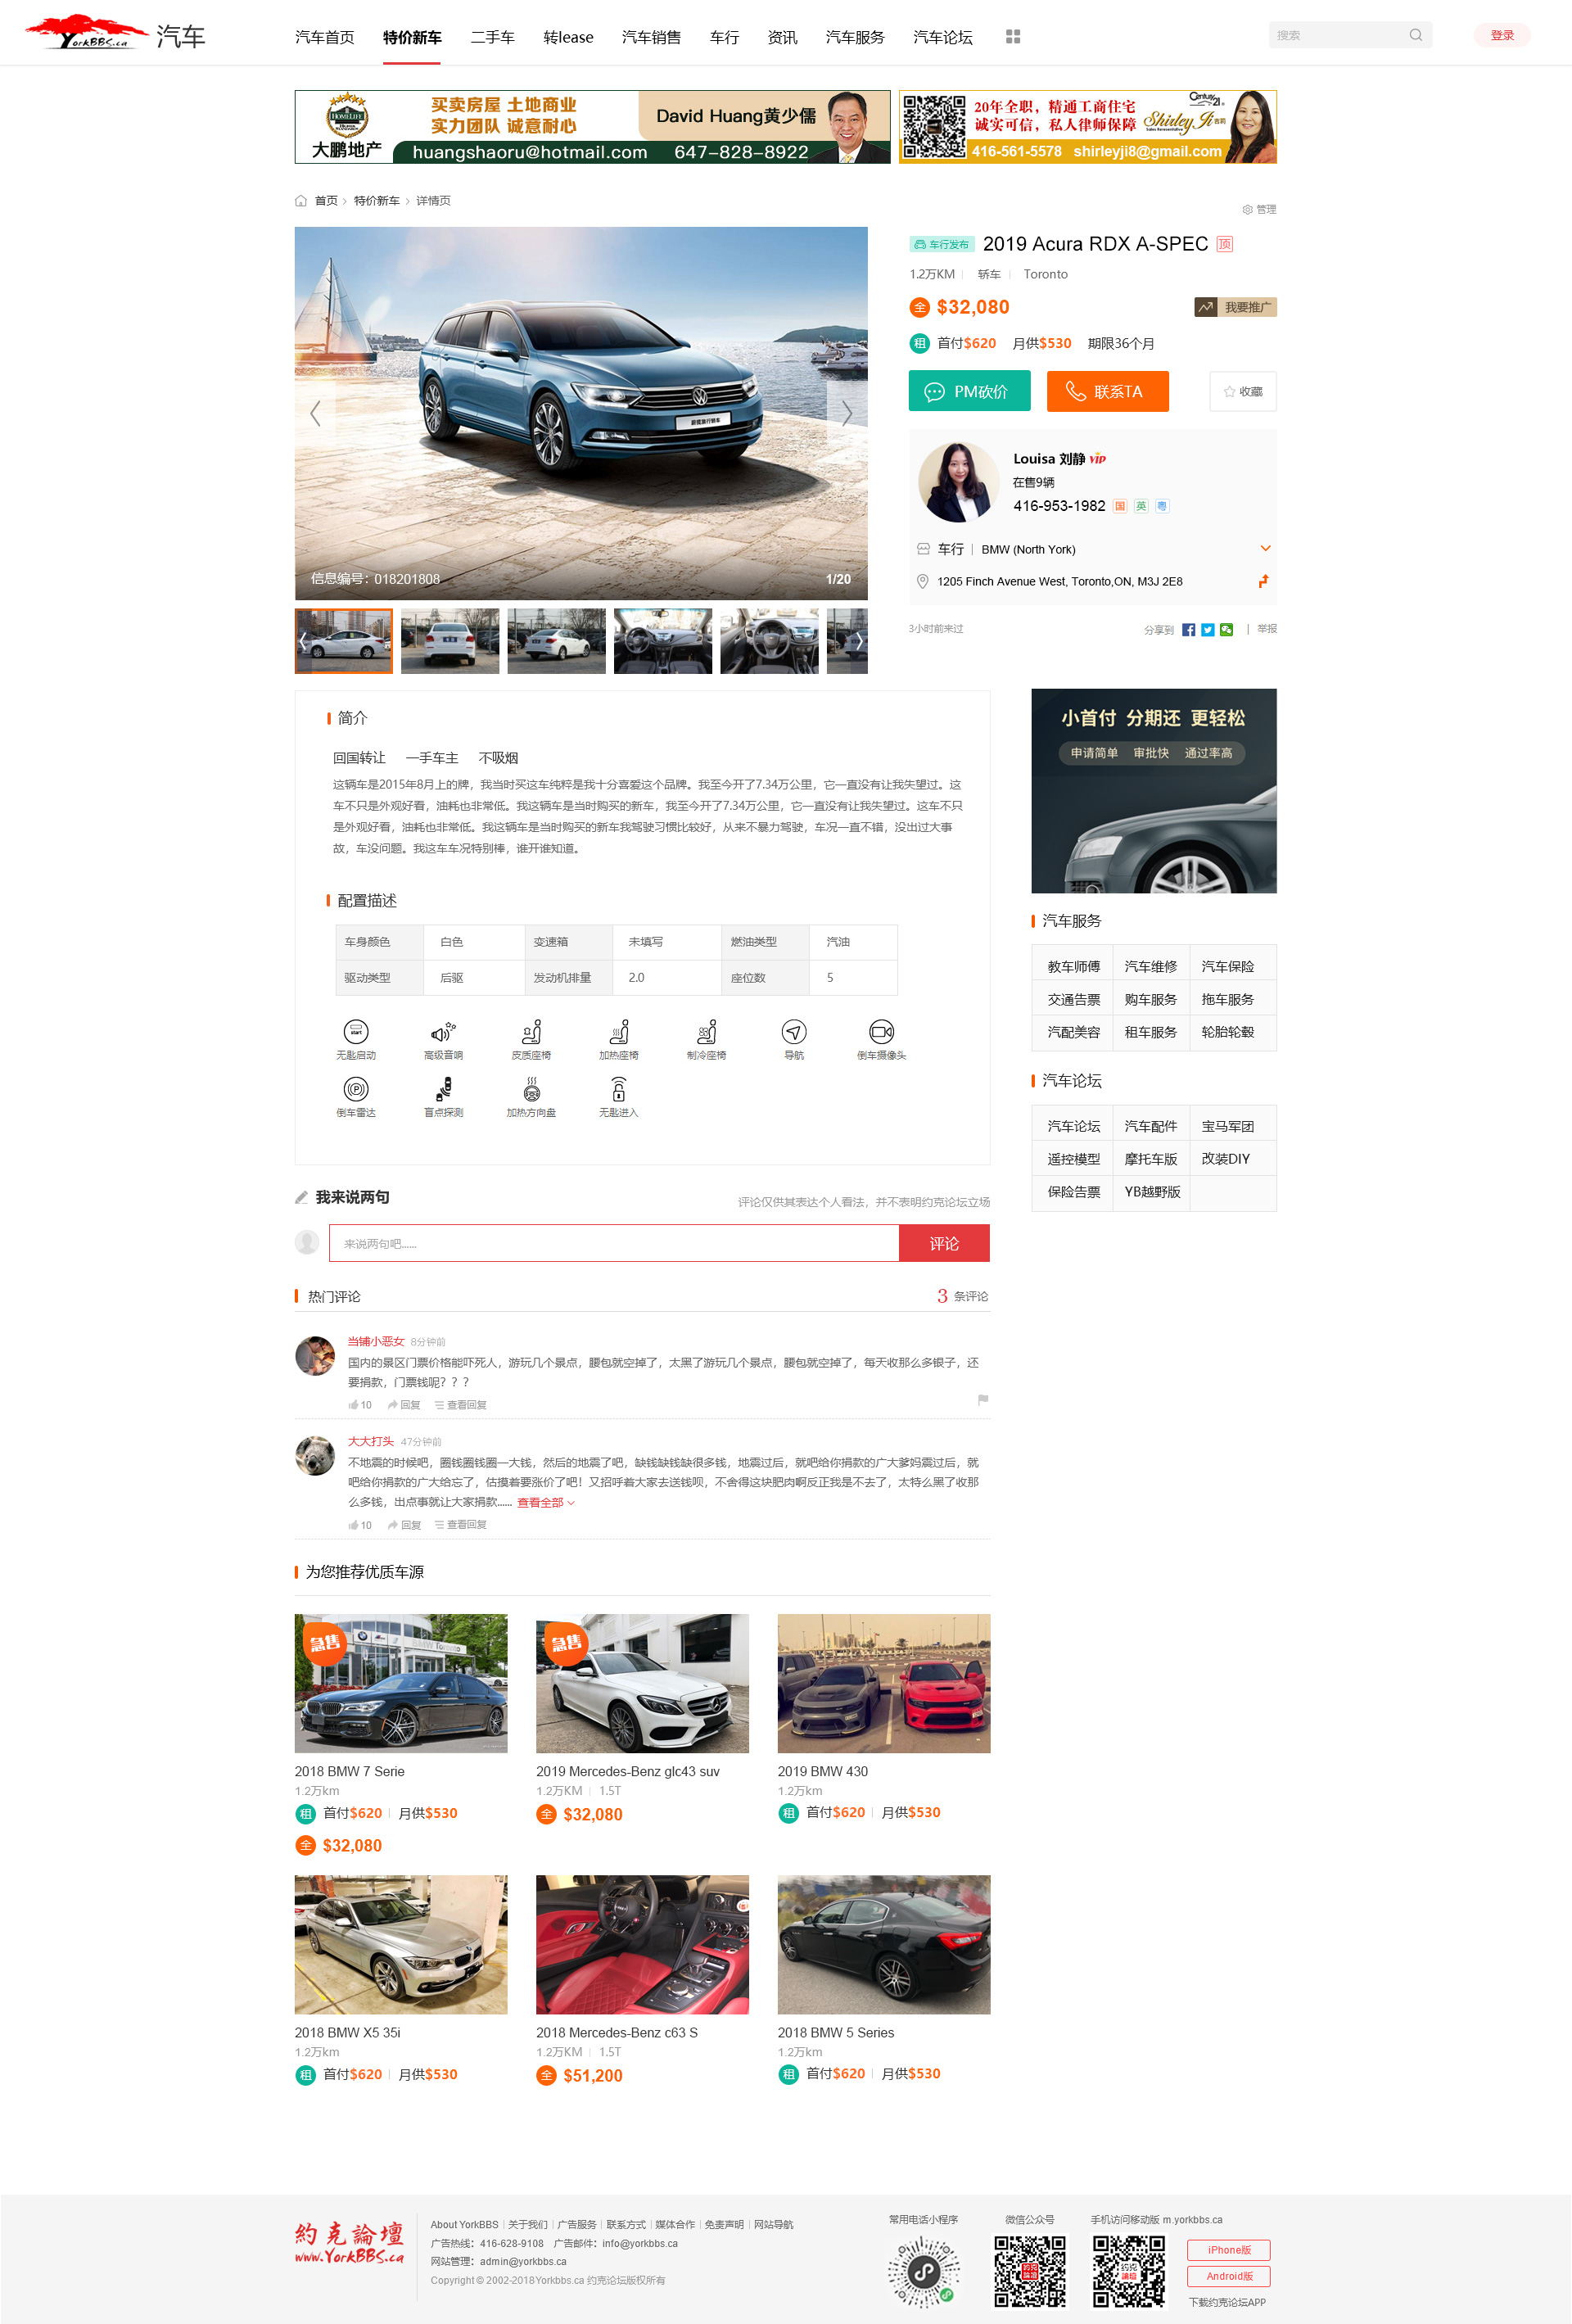 YorkBBS.ca 汽车
汽车首页 特价新车 二手车 转lease 汽车销售 车行 资讯 汽车服务 汽车论坛
搜索
登录
HOMELIFE
大鹏地产
买卖房屋 土地商业
实力团队 诚意耐心
David Huang黄少儒
huangshaoru@hotmail.com 647-828-8922
20年全职，精通工商住宅
诚实可信，私人律师保障
Century 21
Shirley Ji
416-561-5578 shirleyji8@gmail.com
首页 特价新车 详情页
管理
信息编号：018201808
1/20
车行发布 2019 Acura RDX A-SPEC 顶
1.2万KM 轿车 Toronto
全 $32,080
我要推广
租 首付$620 月供$530 期限36个月
PM砍价
联系TA
收藏
Louisa 刘静 VIP
在售9辆
416-953-1982 国 英 粤
车行 | BMW (North York)
1205 Finch Avenue West, Toronto,ON, M3J 2E8
3小时前来过
分享到
| 举报
简介
回国转让 一手车主 不吸烟
这辆车是2015年8月上的牌，我当时买这车纯粹是我十分喜爱这个品牌。我至今开了7.34万公里，它一直没有让我失望过。这
车不只是外观好看，油耗也非常低。我这辆车是当时购买的新车，我至今开了7.34万公里，它一直没有让我失望过。这车不只
是外观好看，油耗也非常低。我这辆车是当时购买的新车我驾驶习惯比较好，从来不暴力驾驶，车况一直不错，没出过大事
故，车没问题。我这车车况特别棒，谁开谁知道。
配置描述
车身颜色 白色 变速箱 未填写 燃油类型 汽油
驱动类型 后驱 发动机排量 2.0 座位数 5
start
无匙启动 高级音响 皮质座椅 加热座椅 制冷座椅 导航 倒车摄像头
倒车雷达 盲点探测 加热方向盘 无匙进入
小首付 分期还 更轻松
申请简单 审批快 通过率高
汽车服务
教车师傅 汽车维修 汽车保险
交通告票 购车服务 拖车服务
汽配美容 租车服务 轮胎轮毂
汽车论坛
汽车论坛 汽车配件 宝马军团
遥控模型 摩托车版 改装DIY
保险告票 YB越野版
我来说两句
评论仅供其表达个人看法，并不表明约克论坛立场
来说两句吧......
评论
热门评论
3 条评论
当铺小恶女 8分钟前
国内的景区门票价格能吓死人，游玩几个景点，腰包就空掉了，太黑了游玩几个景点，腰包就空掉了，每天收那么多银子，还
要捐款，门票钱呢？？？
10 回复 查看回复
大大打头 47分钟前
不地震的时候吧，圈钱圈钱圈一大钱，然后的地震了吧，缺钱缺钱缺很多钱，地震过后，就吧给你捐款的广大爹妈震过后，就
吧给你捐款的广大给忘了，估摸着要涨价了吧！又招呼着大家去送钱呗，不舍得这块肥肉啊反正我是不去了，太特么黑了收那
么多钱，出点事就让大家捐款...... 查看全部
10 回复 查看回复
为您推荐优质车源
急售
急售
2018 BMW 7 Serie
1.2万km
租 首付$620 月供$530
全 $32,080
2019 Mercedes-Benz glc43 suv
1.2万KM 1.5T
全 $32,080
2019 BMW 430
1.2万km
租 首付$620 月供$530
2018 BMW X5 35i
1.2万km
租 首付$620 月供$530
2018 Mercedes-Benz c63 S
1.2万KM 1.5T
全 $51,200
2018 BMW 5 Series
1.2万km
租 首付$620 月供$530
約克論壇
www.YorkBBS.ca
About YorkBBS | 关于我们 | 广告服务 | 联系方式 | 媒体合作 | 免责声明 | 网站导航
广告热线：416-628-9108 广告邮件：info@yorkbbs.ca
网站管理：admin@yorkbbs.ca
Copyright © 2002-2018Yorkbbs.ca 约克论坛版权所有
常用电话小程序
微信公众号
手机访问移动版 m.yorkbbs.ca
iPhone版
Android版
下载约克论坛APP